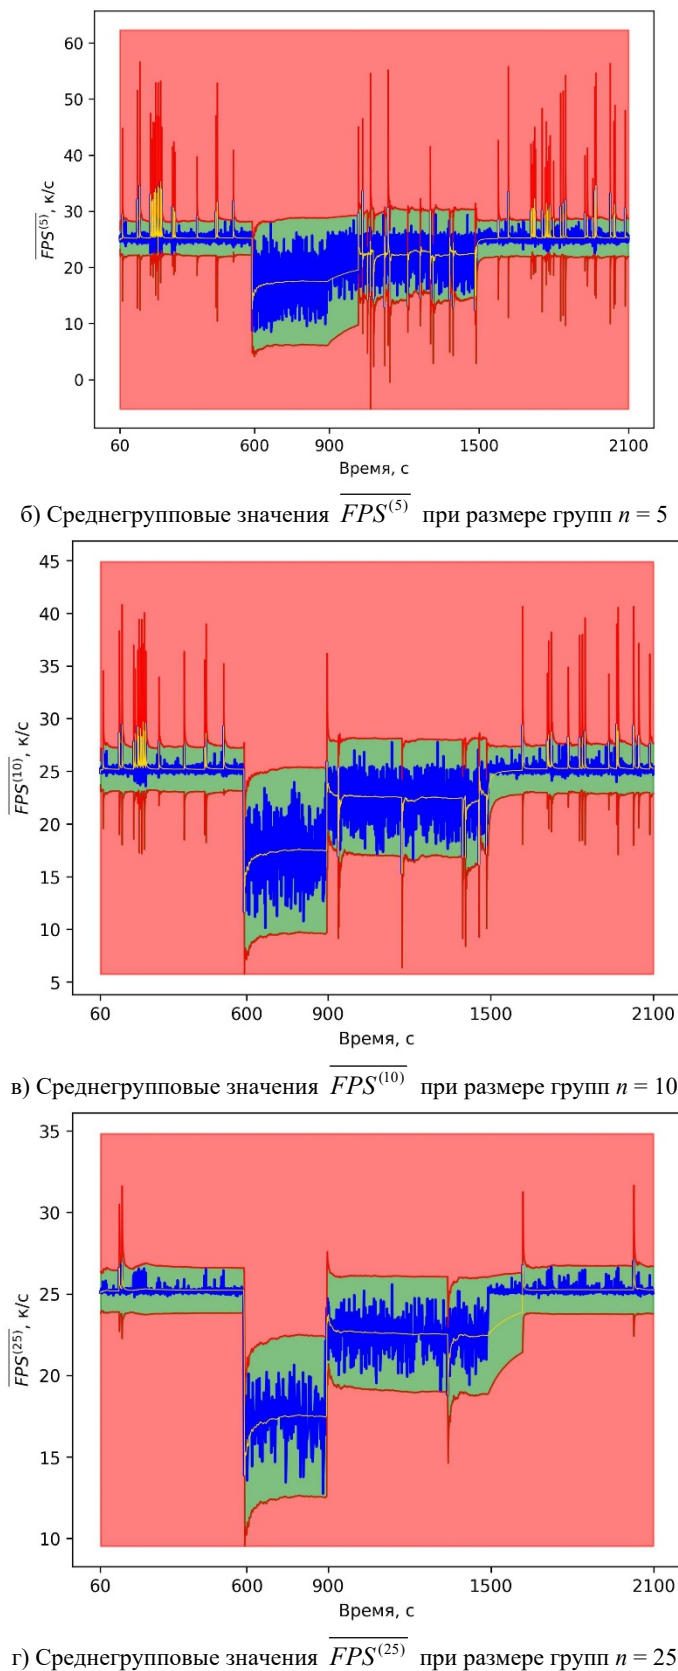 60
50
40
30
20
10
0
FPS(5), к/с
60 600 900 1500 2100
Время, с
б) Среднегрупповые значения FPS(5) при размере групп n = 5
45
40
35
30
25
20
15
10
5
FPS(10), к/с
60 600 900 1500 2100
Время, с
в) Среднегрупповые значения FPS(10) при размере групп n = 10
35
30
25
20
15
10
FPS(25), к/с
60 600 900 1500 2100
Время, с
г) Среднегрупповые значения FPS(25) при размере групп n = 25